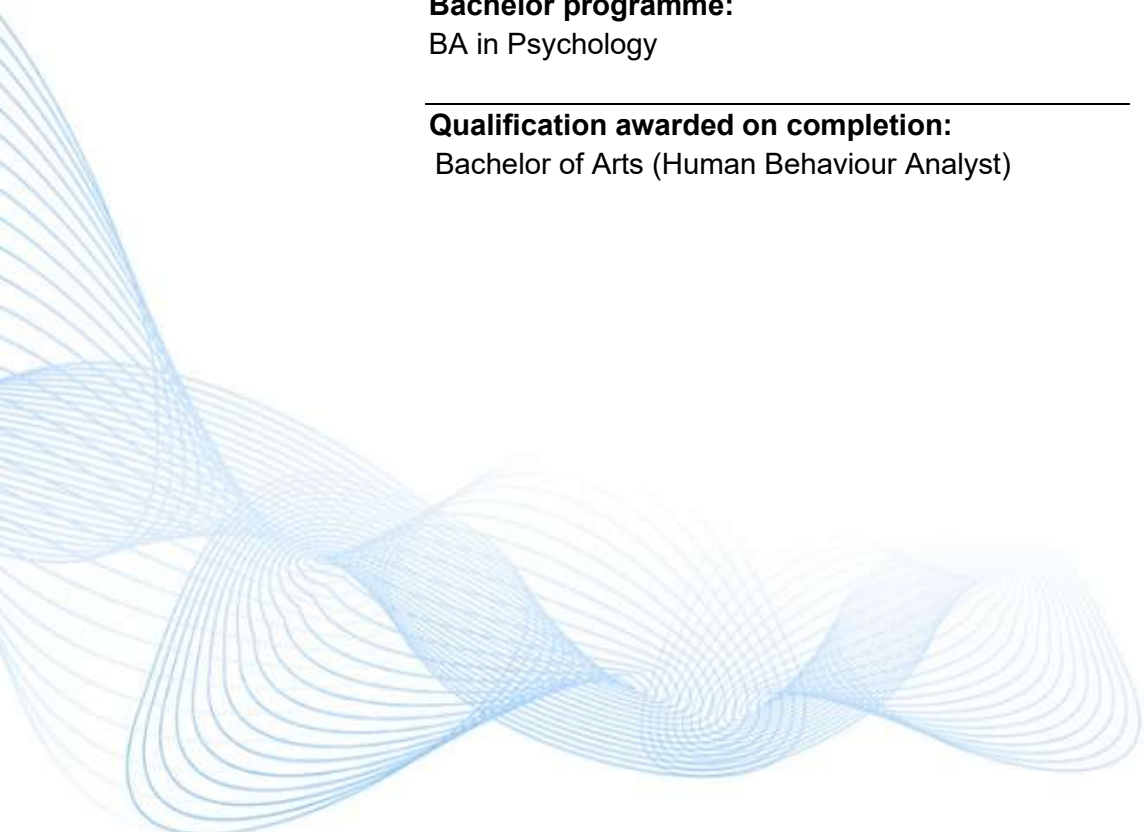 Bachelor programme:
BA in Psychology
Qualification awarded on completion:
Bachelor of Arts (Human Behaviour Analyst)